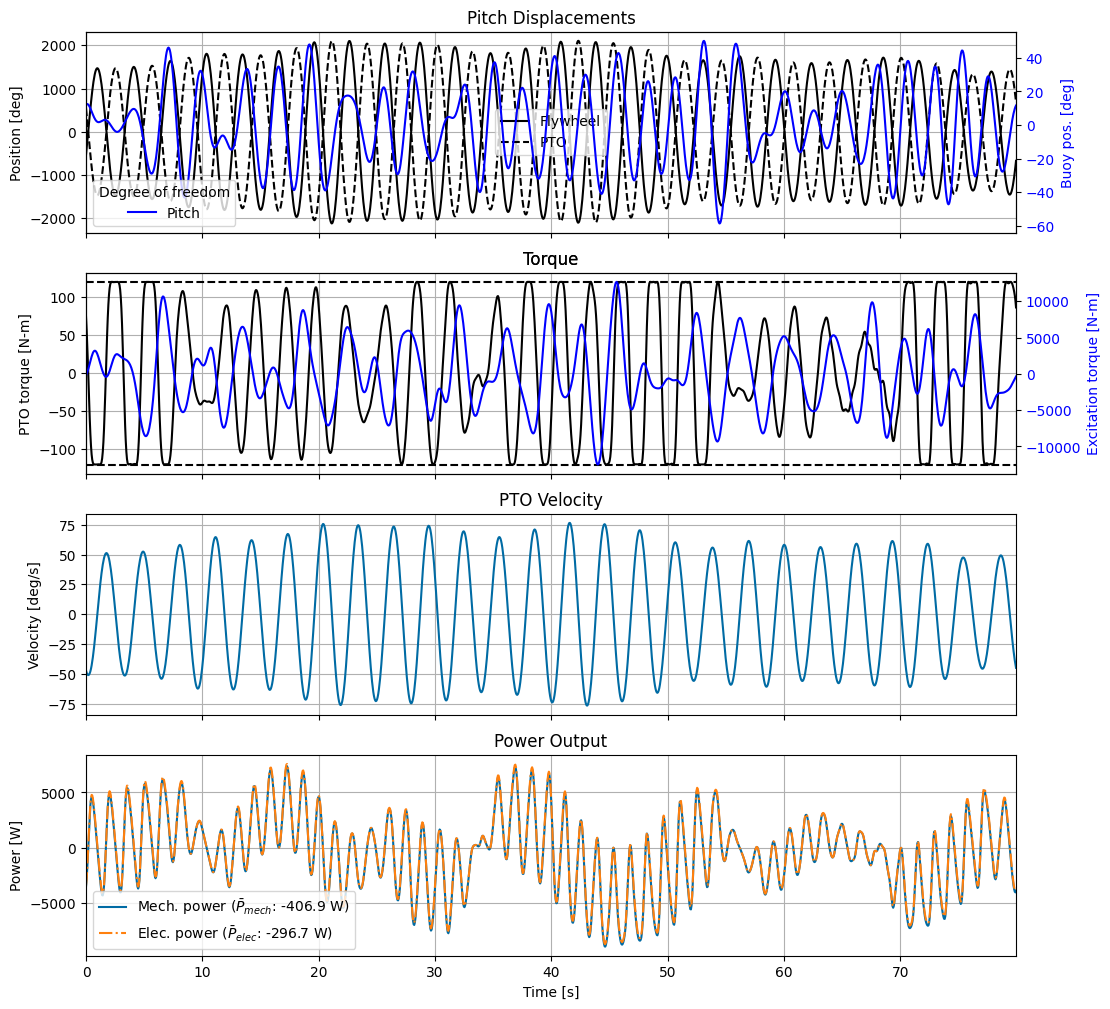 Pitch Displacements
Position [deg]
2000
1000
0
−1000
−2000
Flywheel
PTO
Degree of freedom
Pitch
40
20
0
−20
−40
−60
Buoy pos. [deg]
Torque
PTO torque [N-m]
100
50
0
−50
−100
10000
5000
0
−5000
−10000
Excitation torque [N-m]
PTO Velocity
Velocity [deg/s]
75
50
25
0
−25
−50
−75
Power Output
Power [W]
5000
0
−5000
Mech. power (P̄mech: -406.9 W)
Elec. power (P̄elec: -296.7 W)
0 10 20 30 40 50 60 70
Time [s]